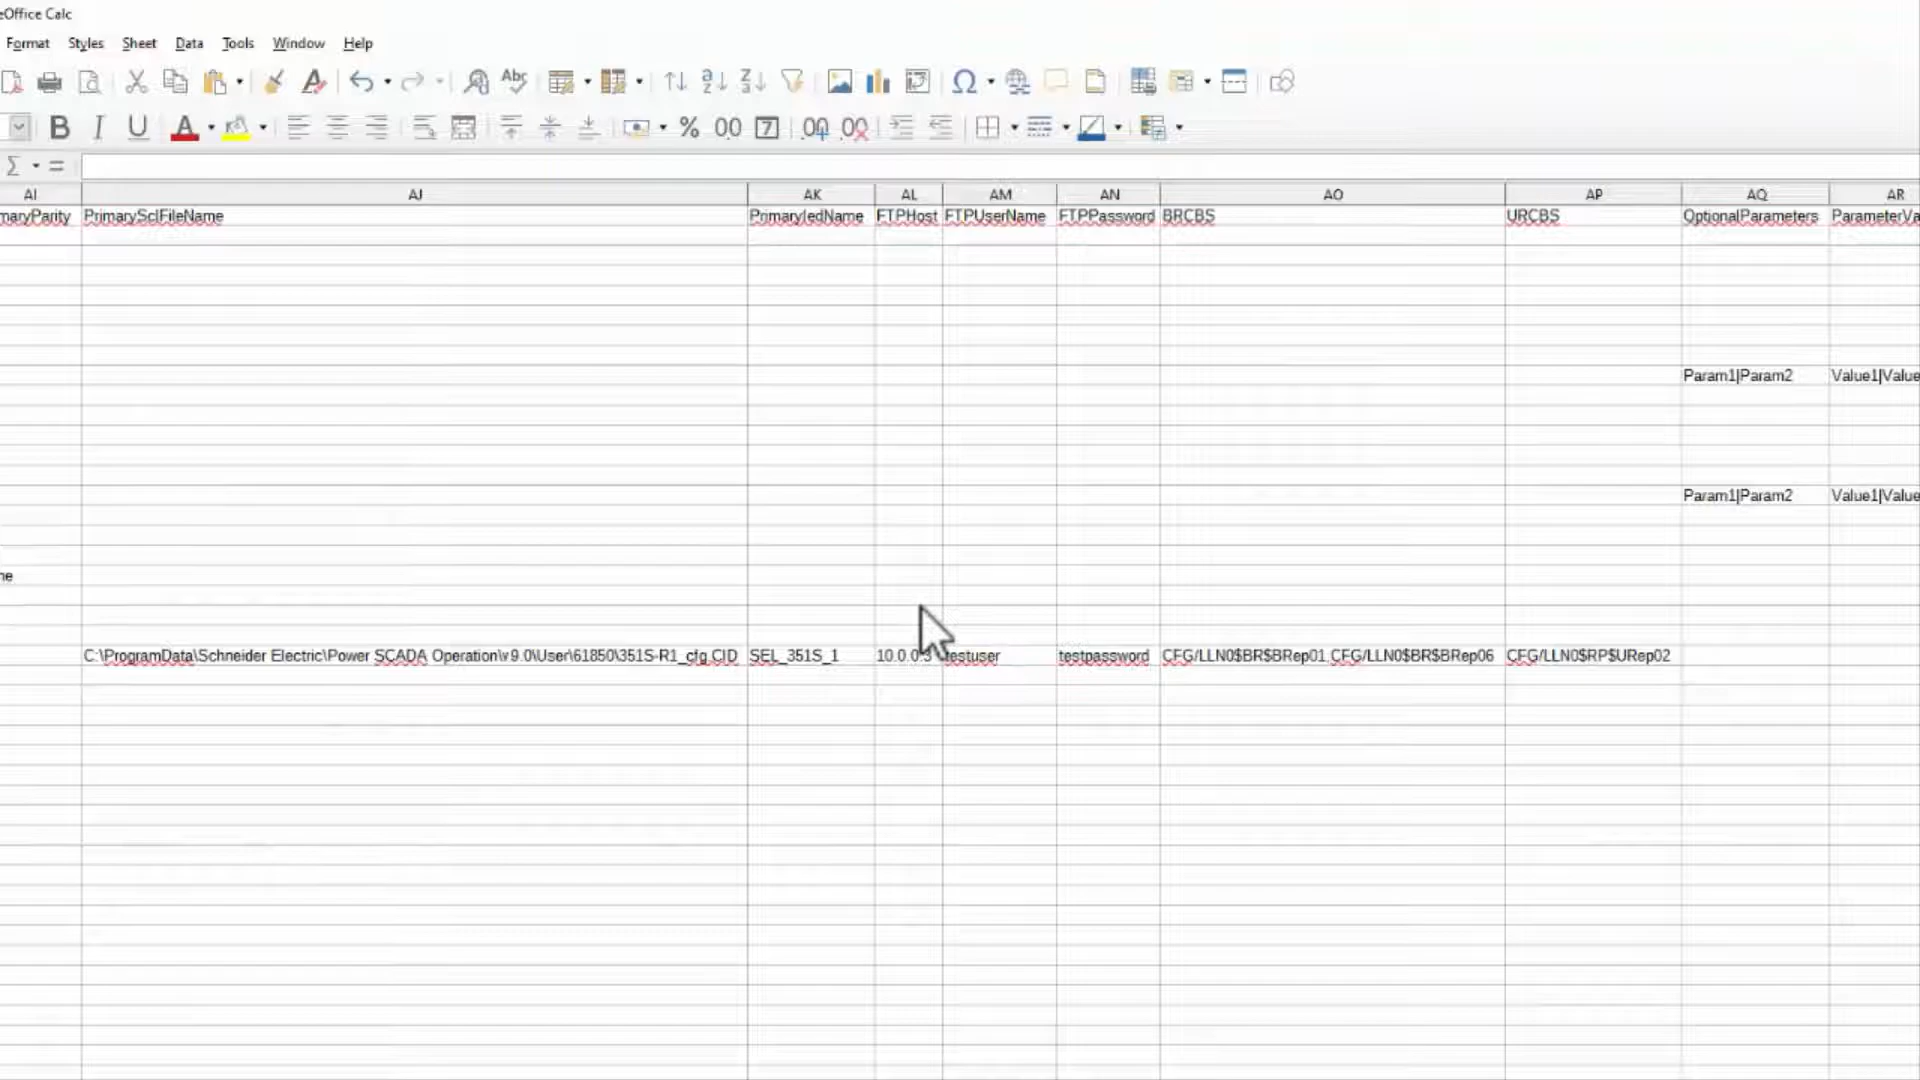 eOffice Calc
Format Styles Sheet Data Tools Window Help
AI AJ AK AL AM AN AO AP AQ AR
maryParity PrimarySclFileName PrimaryIedName FTPHost FTPUserName FTPPassword BRCBS URCBS OptionalParameters ParameterVa
Param1|Param2 Value1|Value
Param1|Param2 Value1|Value
ne
C:\ProgramData\Schneider Electric\Power SCADA Operation\v9.0\User\61850\351S-R1_cfg.CID SEL_351S_1 testuser testpassword CFG/LLN0$BR$BRep01,CFG/LLN0$BR$BRep06 CFG/LLN0$RP$URep02